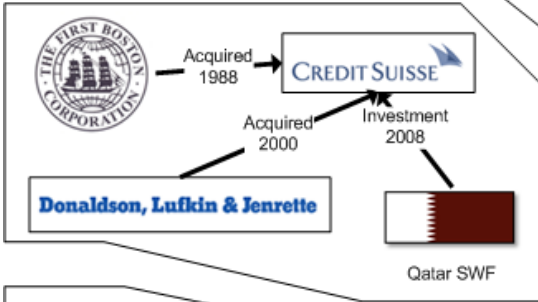 THE FIRST BOSTON
CORPORATION
Acquired
1988
CREDIT SUISSE
Acquired
2000
Investment
2008
Donaldson, Lufkin & Jenrette
Qatar SWF